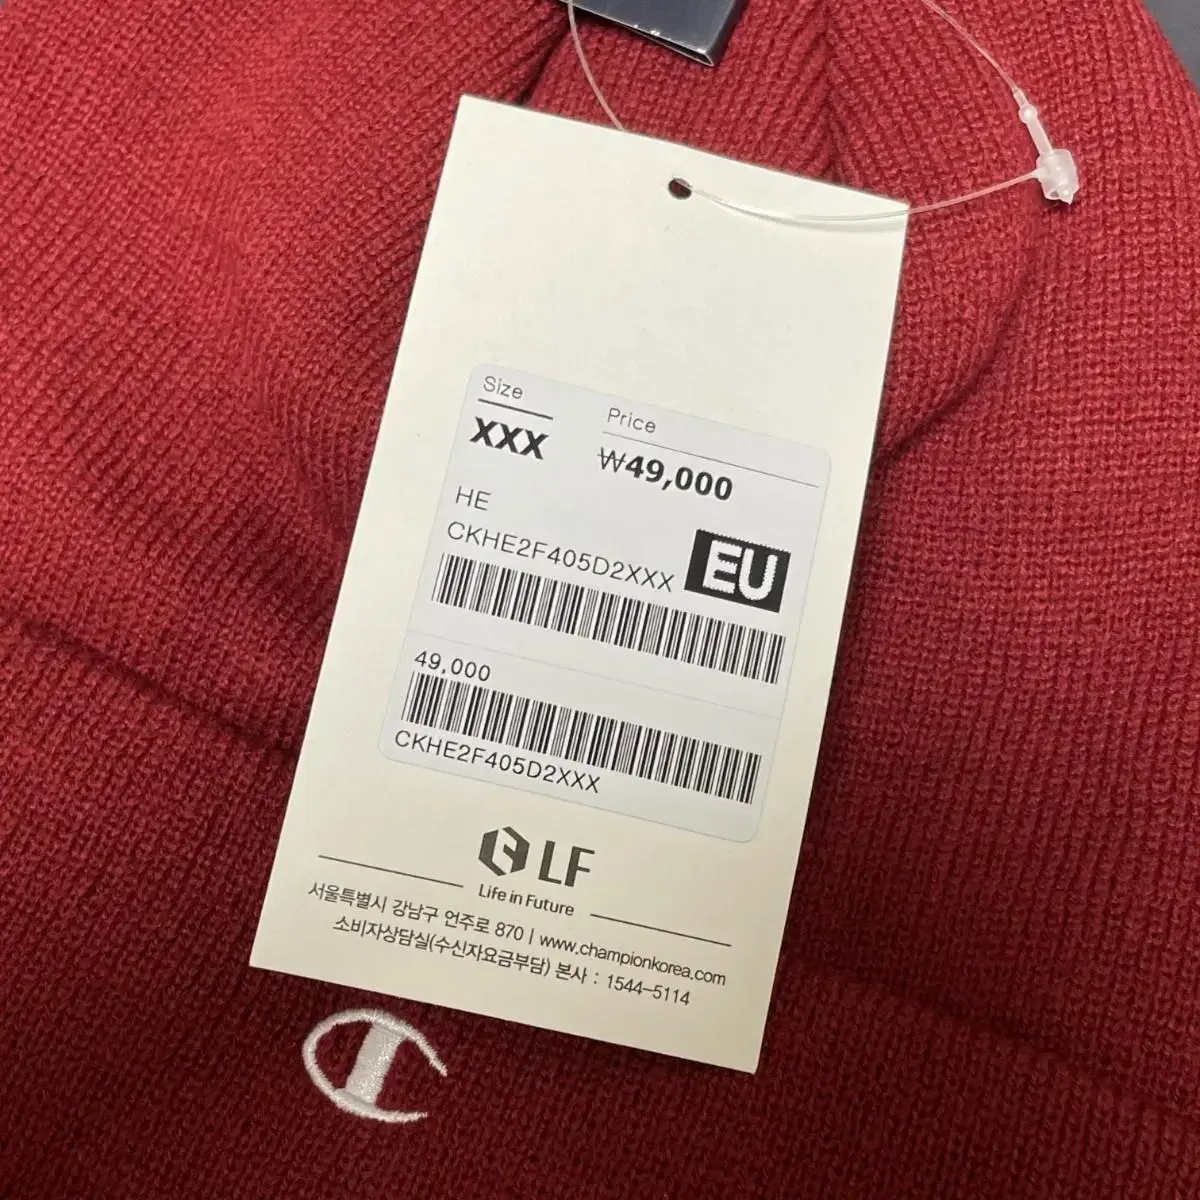 Size
XXX
Price
₩49,000
HE
CKHE2F405D2XXX
EU
49,000
CKHE2F405D2XXX
LF
Life in Future
서울특별시 강남구 언주로 870 | www.championkorea.com
소비자상담실(수신자요금부담) 본사 : 1544-5114